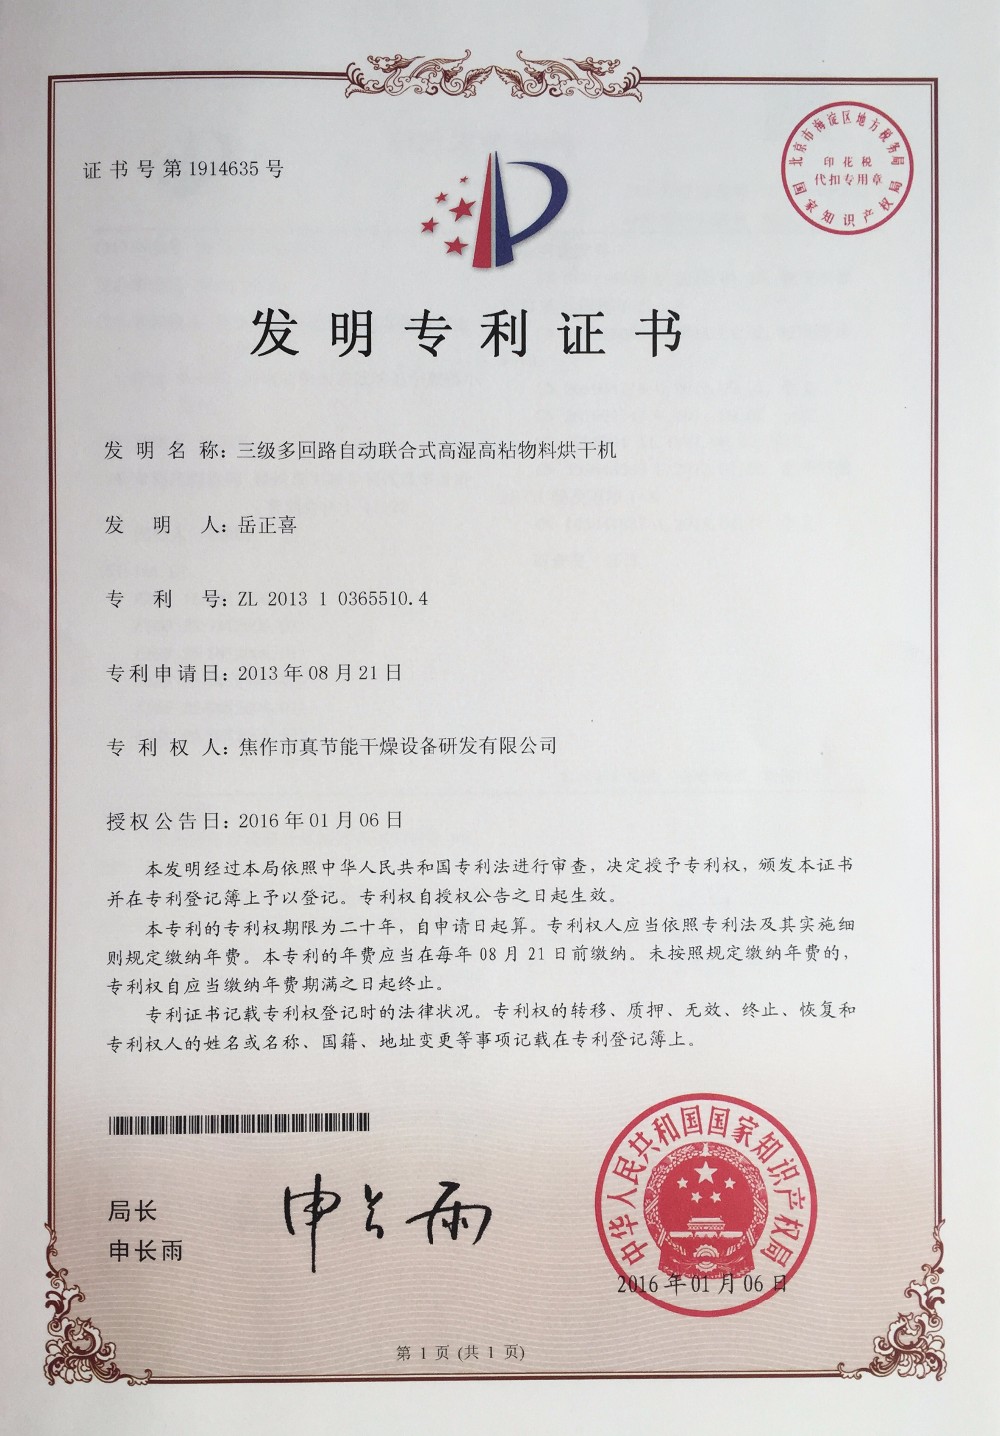 证书号第1914635号
北京市海淀区地方税务局
印花税
代扣专用章
国家知识产权局
发明专利证书
发明名称：三级多回路自动联合式高湿高粘物料烘干机
发明人：岳正喜
专利号：ZL 2013 1 0365510.4
专利申请日：2013年08月21日
专利权人：焦作市真节能干燥设备研发有限公司
授权公告日：2016年01月06日
本发明经过本局依照中华人民共和国专利法进行审查，决定授予专利权，颁发本证书
并在专利登记簿上予以登记。专利权自授权公告之日起生效。
本专利的专利权期限为二十年，自申请日起算。专利权人应当依照专利法及其实施细
则规定缴纳年费。本专利的年费应当在每年08月21日前缴纳。未按照规定缴纳年费的，
专利权自应当缴纳年费期满之日起终止。
专利证书记载专利权登记时的法律状况。专利权的转移、质押、无效、终止、恢复和
专利权人的姓名或名称、国籍、地址变更等事项记载在专利登记簿上。
局长
申长雨
申长雨
中华人民共和国国家知识产权局
2016年01月06日
第1页(共1页)